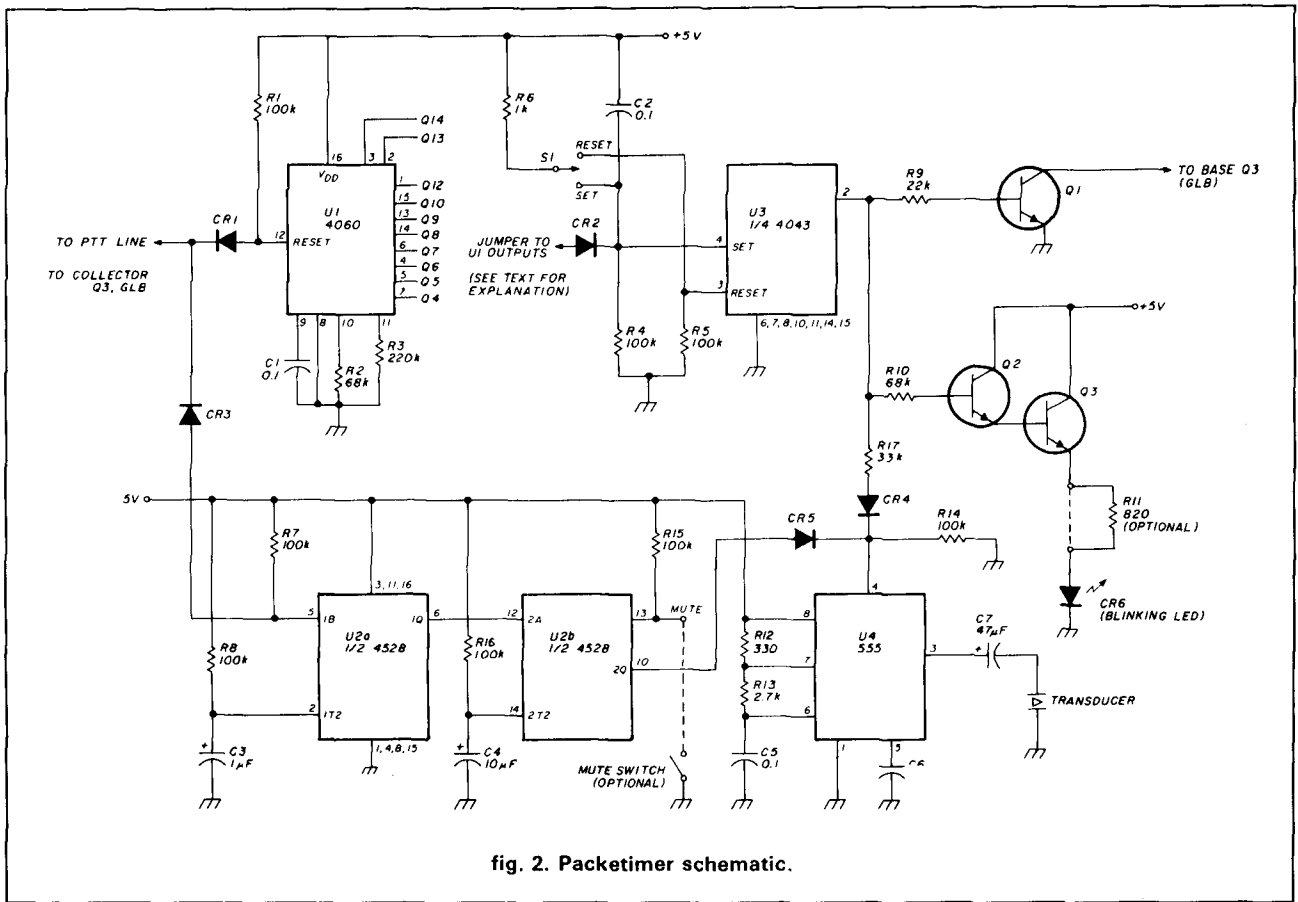 +5V
R1
100k
R6
1k
C2
0.1
Q14
Q13
16
3
2
VDD
S1
RESET
SET
1
Q12
15
Q10
13
Q9
14
Q8
6
Q7
4
Q6
5
Q5
7
Q4
U1
4060
12
RESET
CR1
TO PTT LINE
TO COLLECTOR
Q3, GLB
9
8
10
11
C1
0.1
R2
68k
R3
220k
CR2
JUMPER TO
U1 OUTPUTS
(SEE TEXT FOR
EXPLANATION)
U3
1/4 4043
2
4
SET
3
RESET
6,7,8,10,11,14,15
R4
100k
R5
100k
R9
22k
Q1
TO BASE Q3
(GLB)
+5V
R10
68k
Q2
Q3
R17
33k
CR4
R11
820
(OPTIONAL)
CR6
(BLINKING LED)
CR3
5V
R7
100k
R15
100k
CR5
R14
100k
3,11,16
5
1B
1Q
6
U2a
1/2 4528
R8
100k
2
1T2
1,4,8,15
C3
1µF
R16
100k
12
2A
13
MUTE
U2b
1/2 4528
2Q
10
14
2T2
C4
10µF
MUTE SWITCH
(OPTIONAL)
4
8
R12
330
7
R13
2.7k
6
U4
555
3
C7
47µF
TRANSDUCER
1
5
C5
0.1
fig. 2. Packetimer schematic.